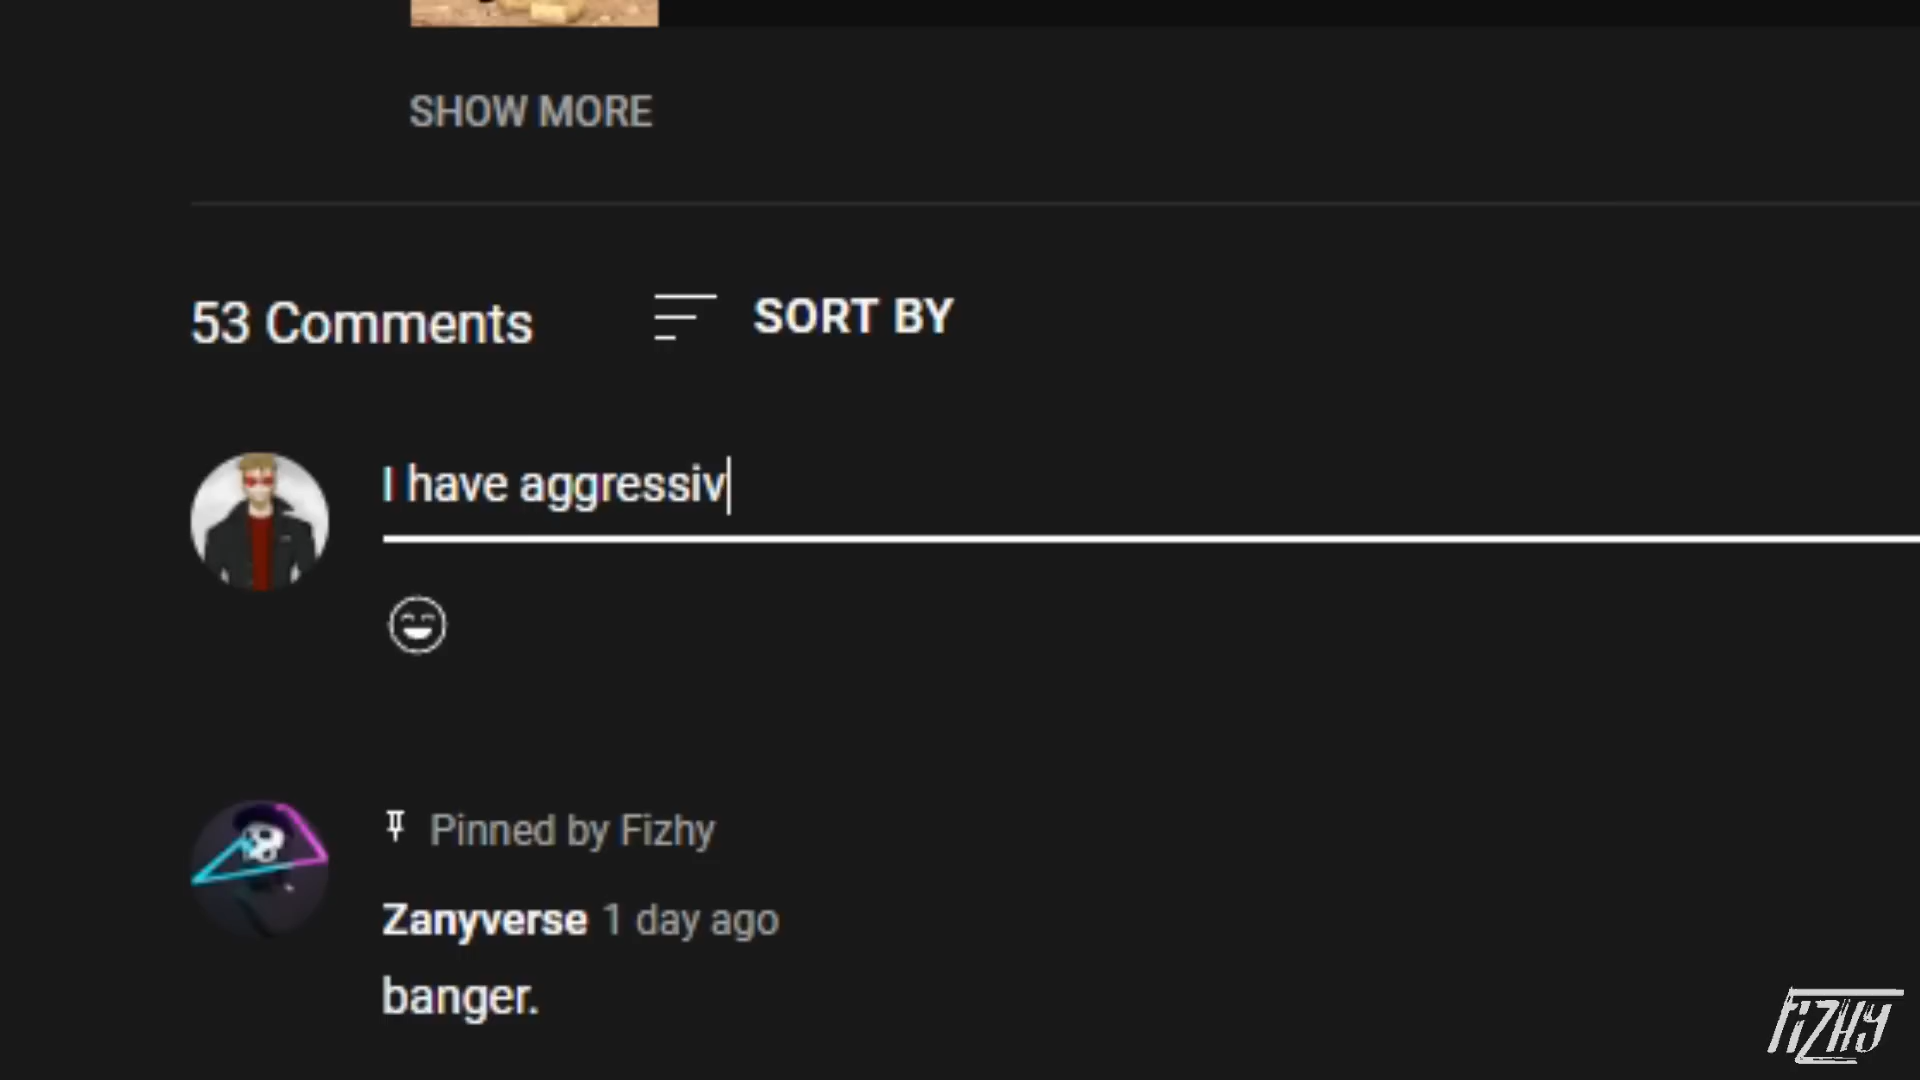 SHOW MORE
53 Comments
SORT BY
I have aggressiv
Pinned by Fizhy
Zanyverse 1 day ago
banger.
FiZHY